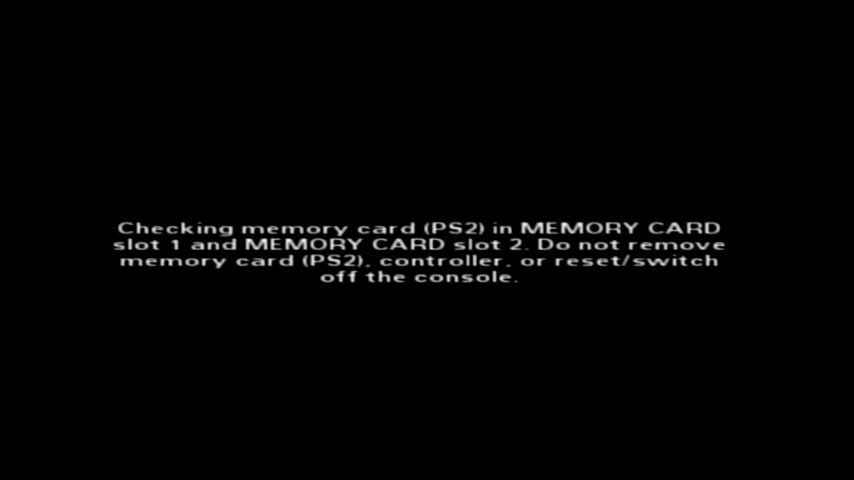 Checking memory card (PS2) in MEMORY CARD
slot 1 and MEMORY CARD slot 2. Do not remove
memory card (PS2), controller, or reset/switch
off the console.